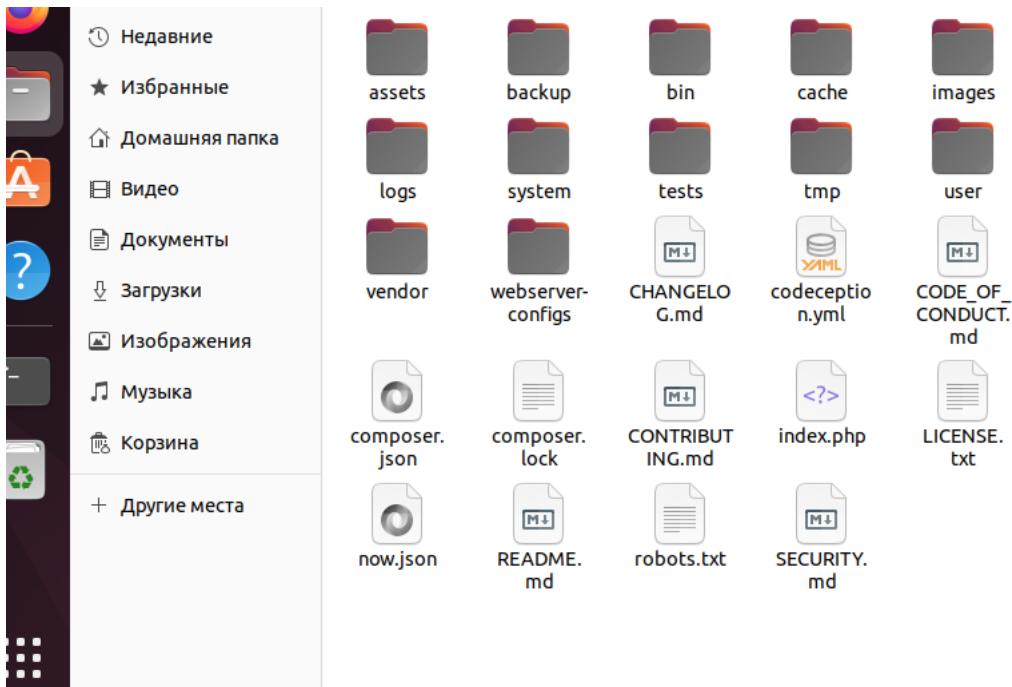 Недавние
Избранные
Домашняя папка
Видео
Документы
Загрузки
Изображения
Музыка
Корзина
Другие места
assets
backup
bin
cache
images
logs
system
tests
tmp
user
vendor
webserver-
configs
M↓
CHANGELO
G.md
YAML
codeceptio
n.yml
M↓
CODE_OF_
CONDUCT.
md
composer.
json
composer.
lock
M↓
CONTRIBUT
ING.md
<?>
index.php
LICENSE.
txt
now.json
M↓
README.
md
robots.txt
M↓
SECURITY.
md